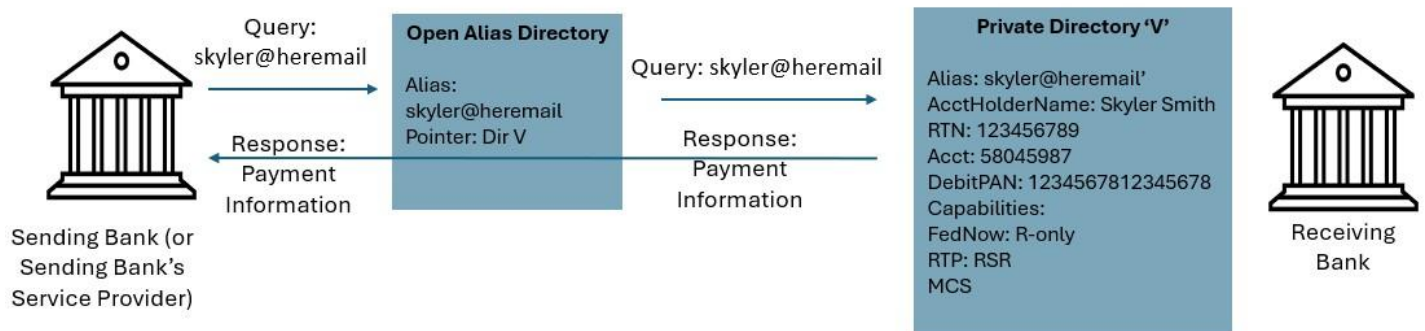 Query:
skyler@heremail
Response:
Payment
Information
Sending Bank (or
Sending Bank's
Service Provider)
Open Alias Directory
Alias:
skyler@heremail
Pointer: Dir V
Query: skyler@heremail
Response:
Payment
Information
Private Directory ‘V’
Alias: skyler@heremail’
AcctHolderName: Skyler Smith
RTN: 123456789
Acct: 58045987
DebitPAN: 1234567812345678
Capabilities:
FedNow: R-only
RTP: RSR
MCS
Receiving
Bank